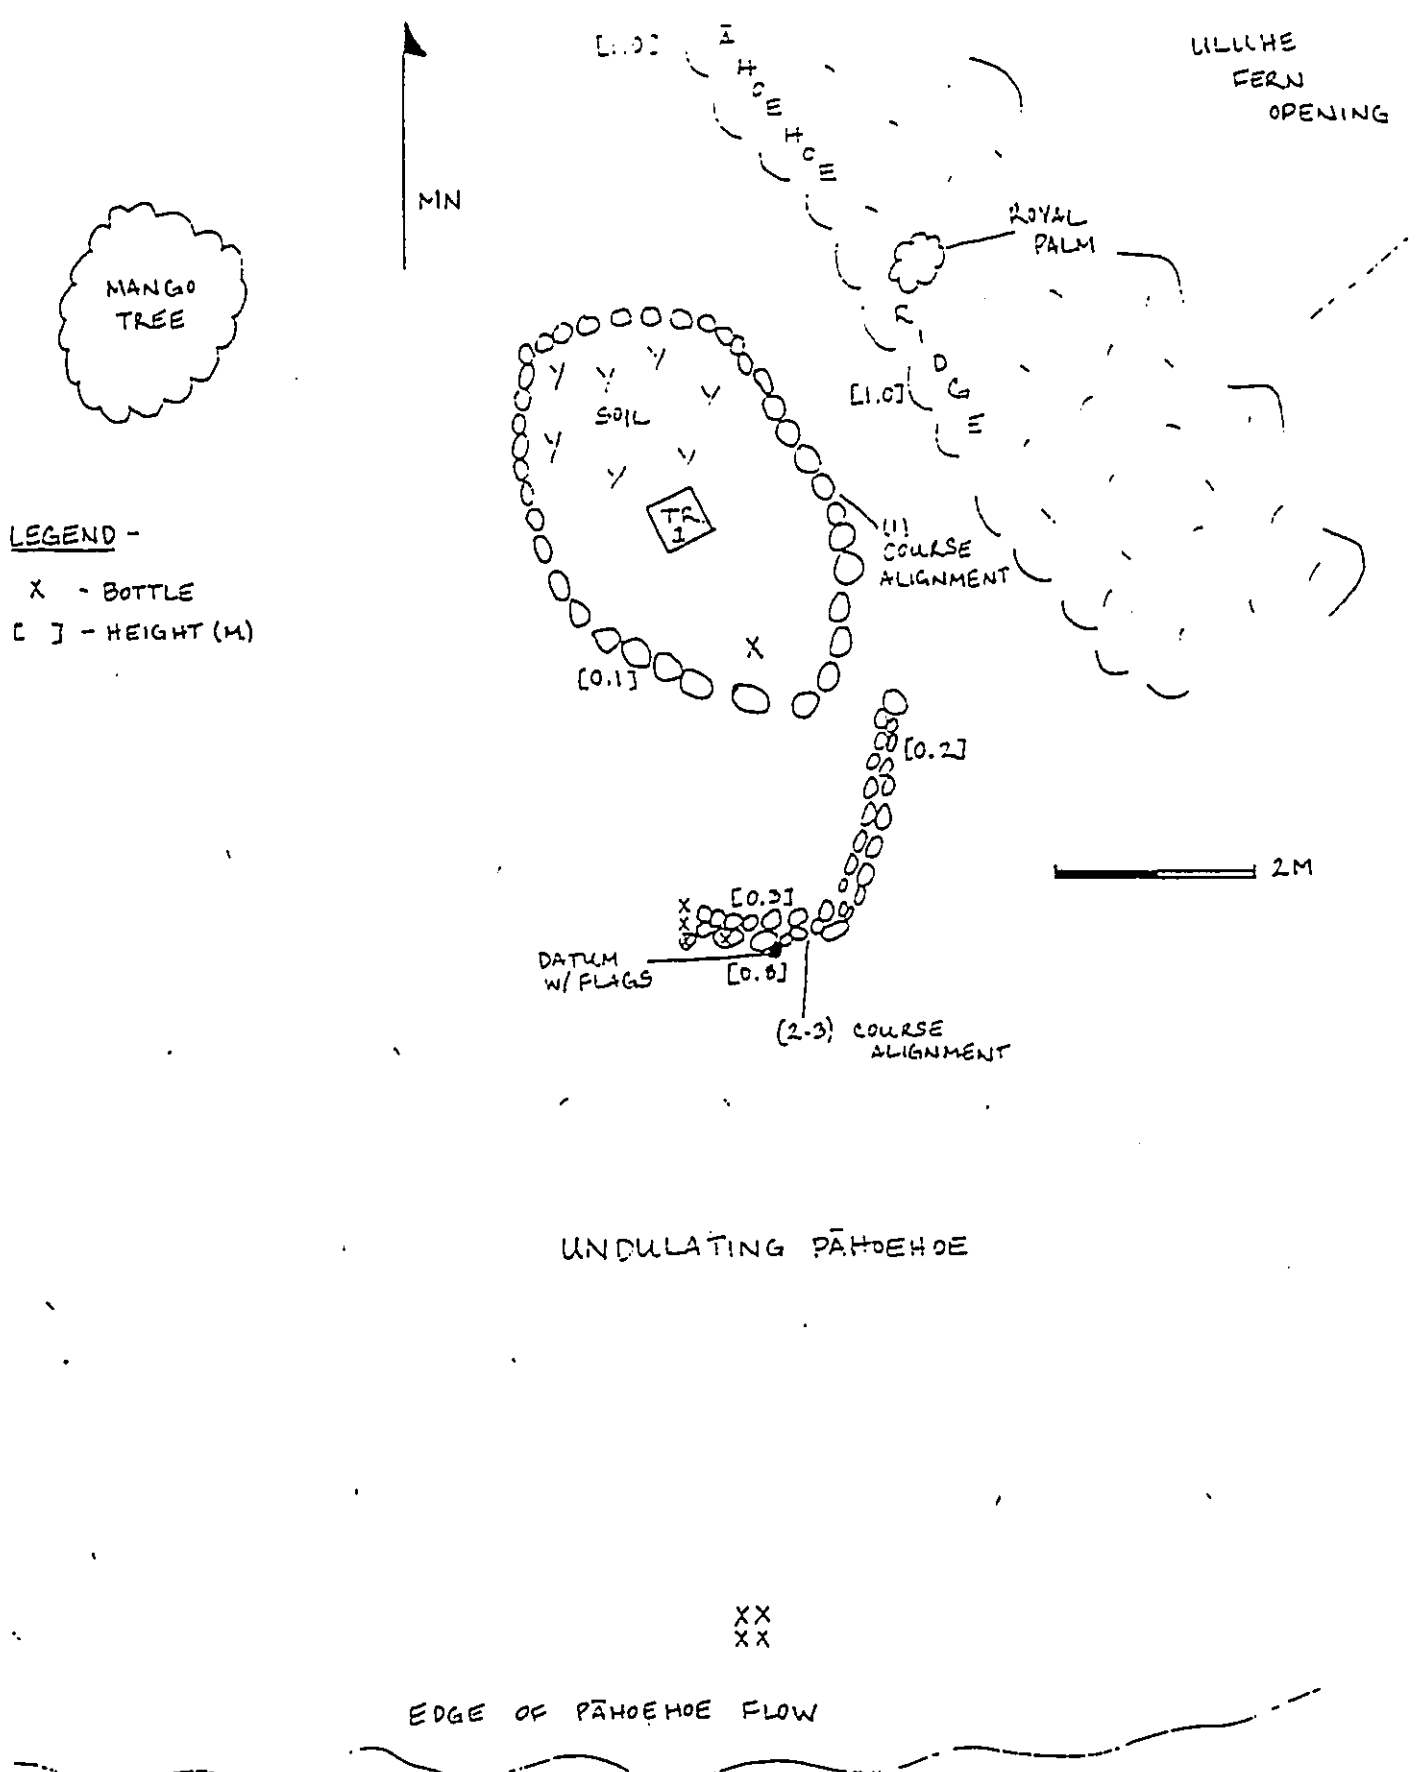 MN
ULUHE
FERN
OPENING
ROYAL
PALM
MANGO
TREE
RIDGE
[1.0]
SOIL
TR.
1
(1)
COURSE
ALIGNMENT
LEGEND -
X - BOTTLE
[ ] - HEIGHT (M)
X
[0.1]
[0.2]
2M
[0.3]
X
X
X
X
DATUM
W/ FLAGS
(2-3) COURSE
ALIGNMENT
UNDULATING PĀHOEHOE
XX
XX
EDGE OF PĀHOEHOE FLOW